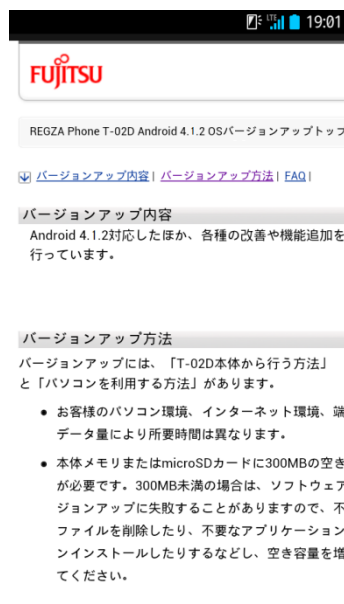 LTE 19:01
FUJITSU
REGZA Phone T-02D Android 4.1.2 OSバージョンアップトップ
バージョンアップ内容 | バージョンアップ方法 | FAQ |
バージョンアップ内容
Android 4.1.2対応したほか、各種の改善や機能追加を
行っています。
バージョンアップ方法
バージョンアップには、「T-02D本体から行う方法」
と「パソコンを利用する方法」があります。
● お客様のパソコン環境、インターネット環境、端
データ量により所要時間は異なります。
● 本体メモリまたはmicroSDカードに300MBの空き
が必要です。300MB未満の場合は、ソフトウェア
ジョンアップに失敗することがありますので、不
ファイルを削除したり、不要なアプリケーション
ンインストールしたりするなどし、空き容量を増
てください。